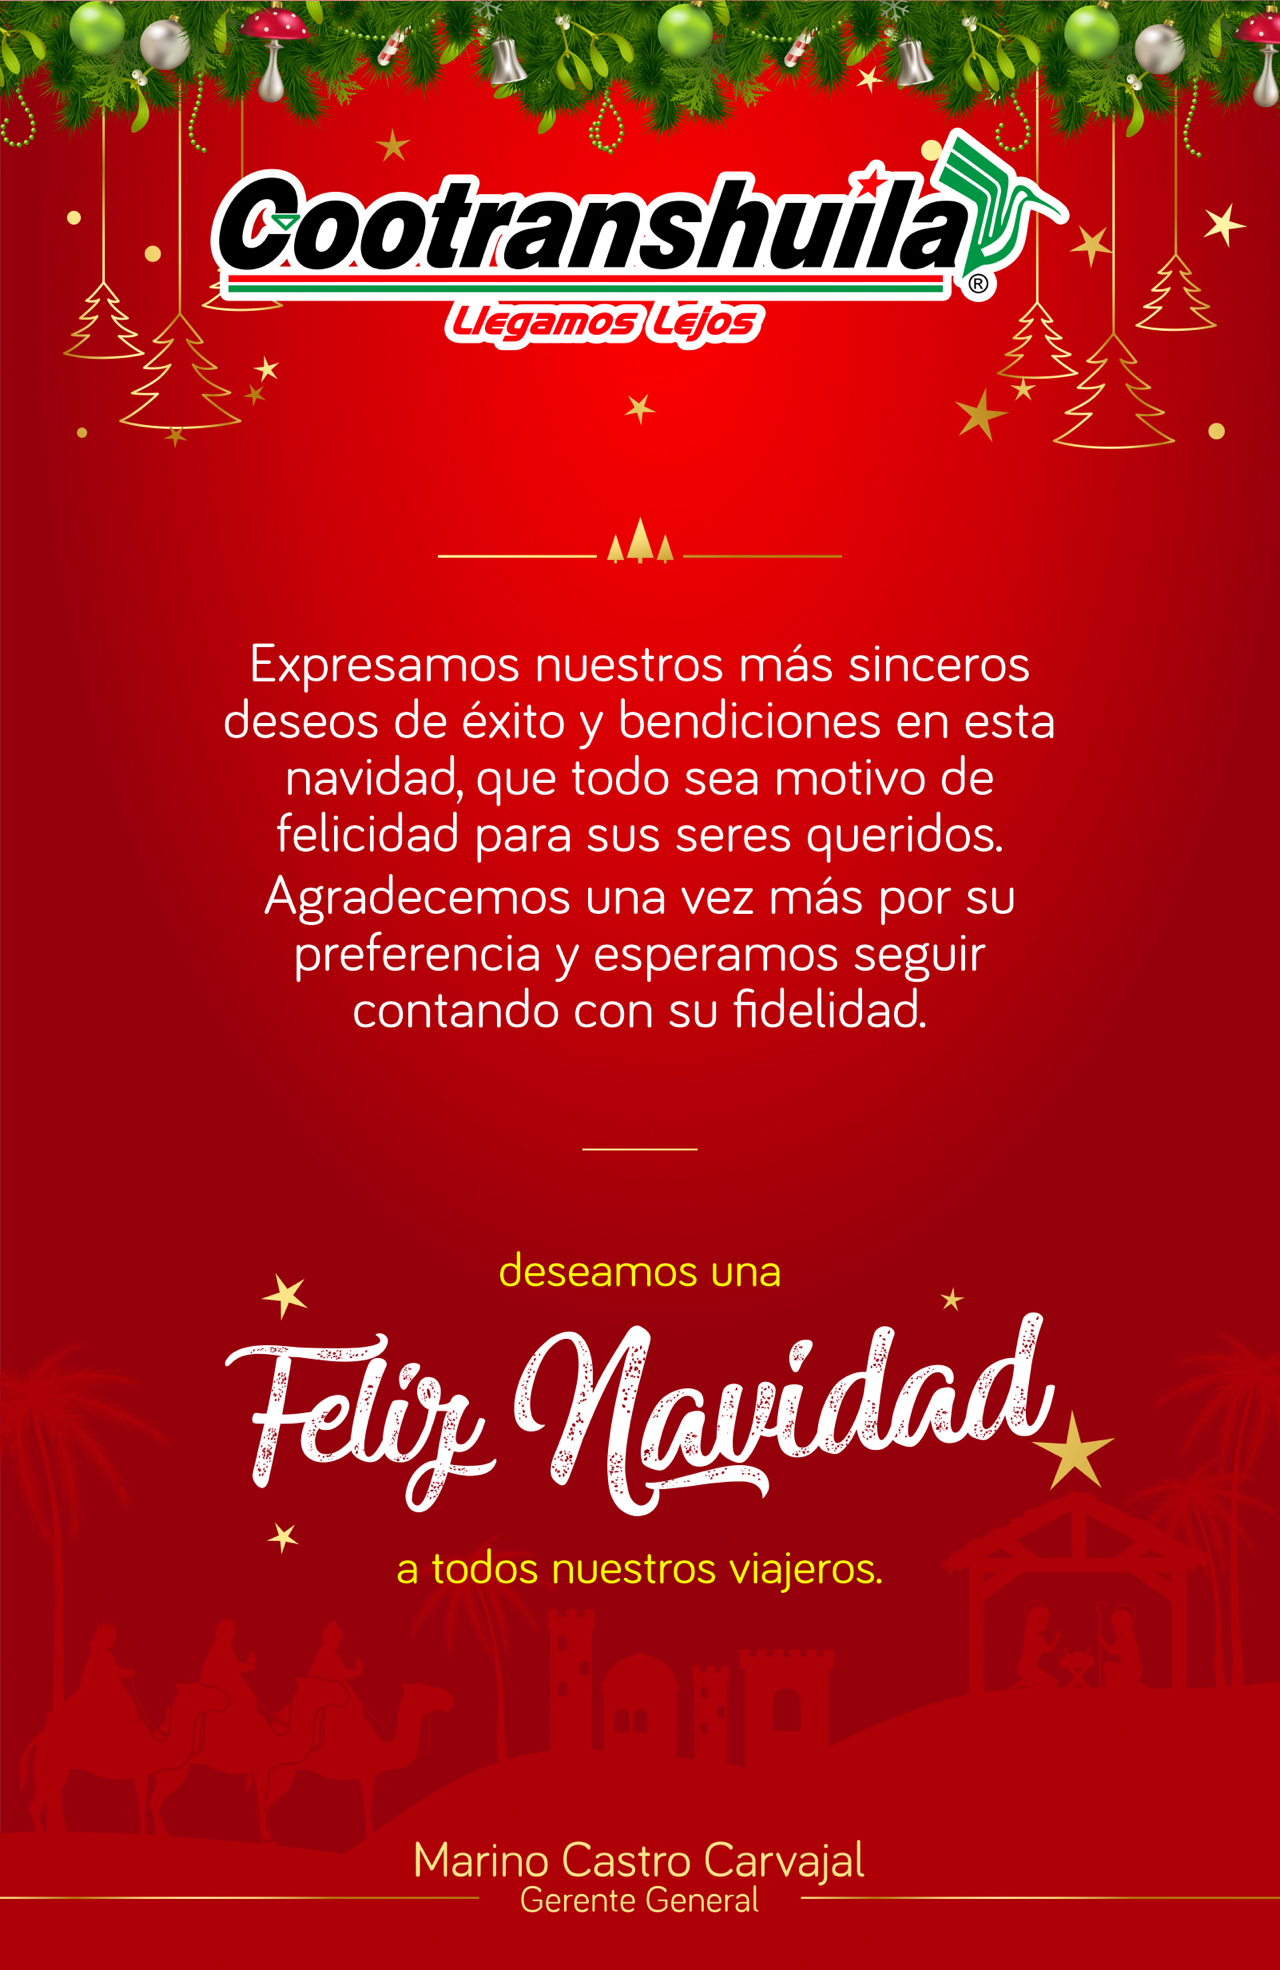 Cootranshuila
®
Llegamos Lejos
Expresamos nuestros más sinceros
deseos de éxito y bendiciones en esta
navidad, que todo sea motivo de
felicidad para sus seres queridos.
Agradecemos una vez más por su
preferencia y esperamos seguir
contando con su fidelidad.
deseamos una
Feliz Navidad
a todos nuestros viajeros.
Marino Castro Carvajal
Gerente General